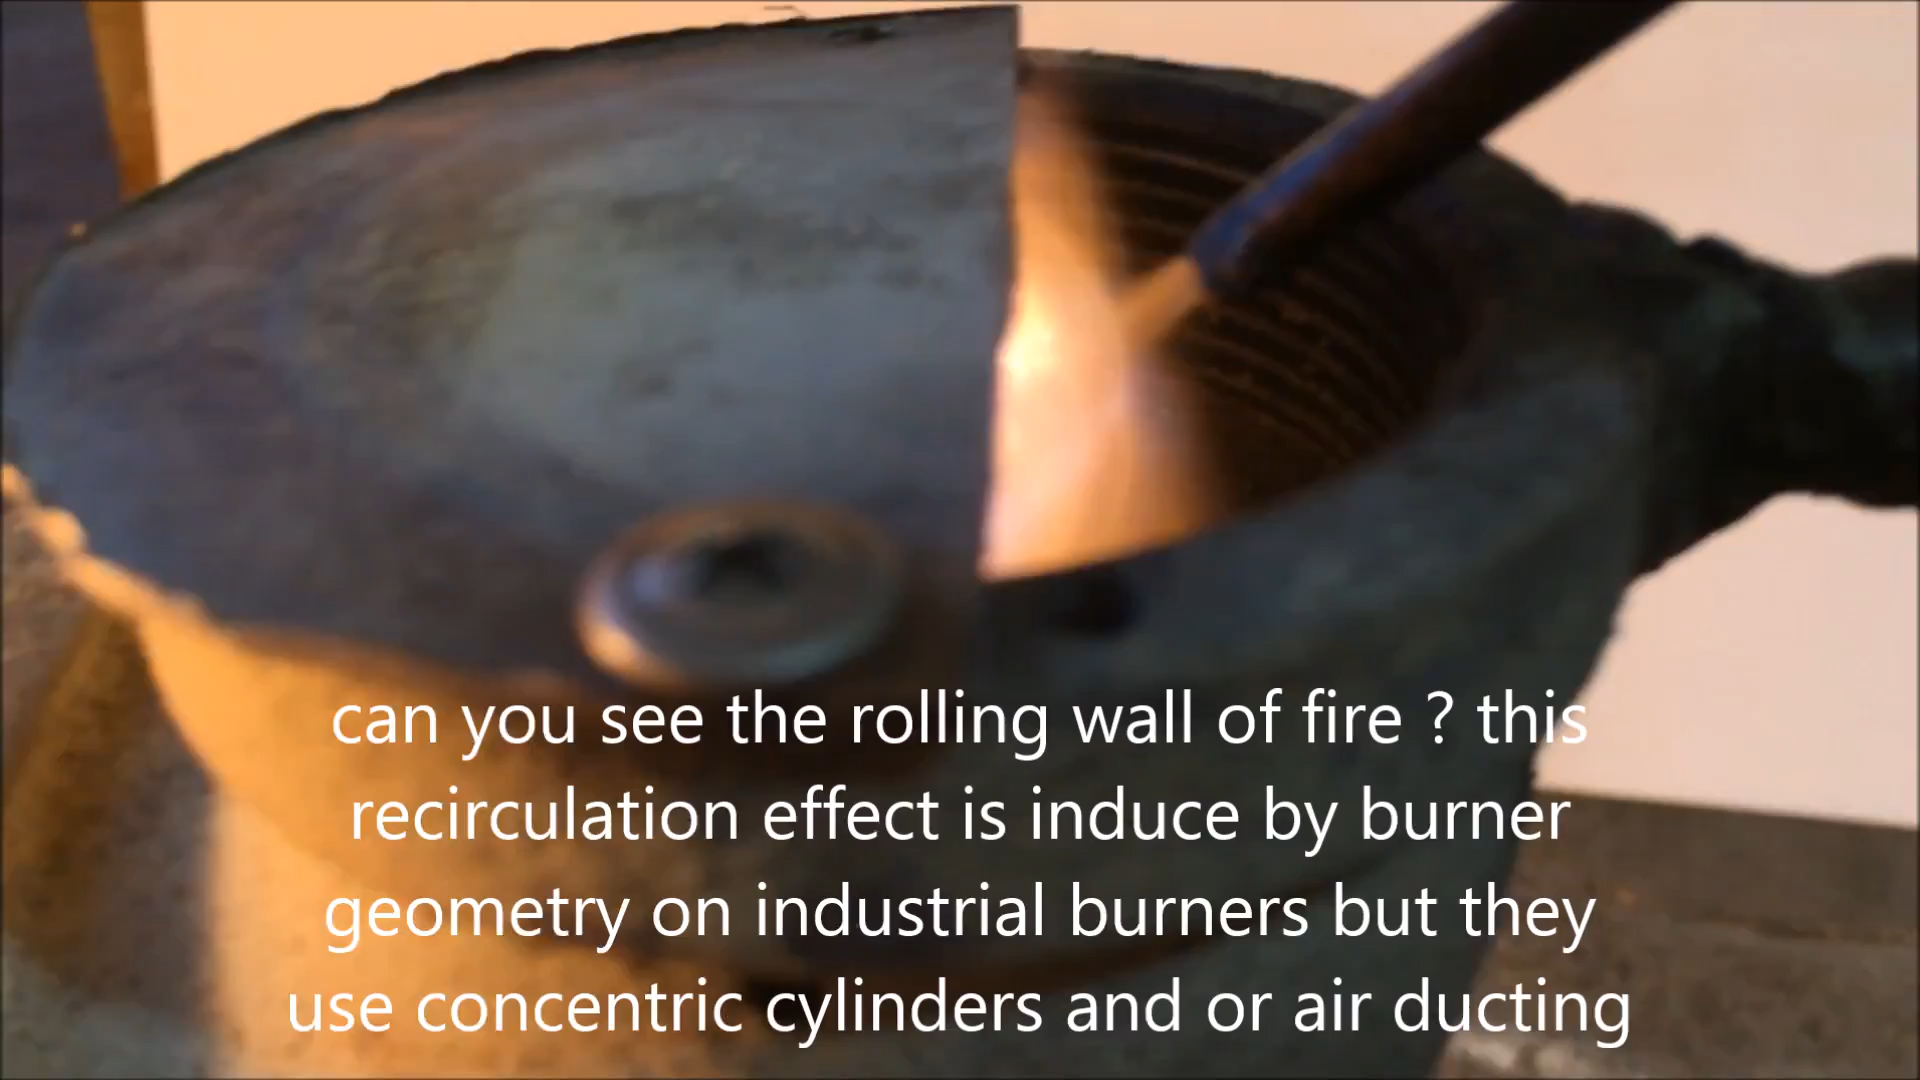 can you see the rolling wall of fire ? this
recirculation effect is induce by burner
geometry on industrial burners but they
use concentric cylinders and or air ducting